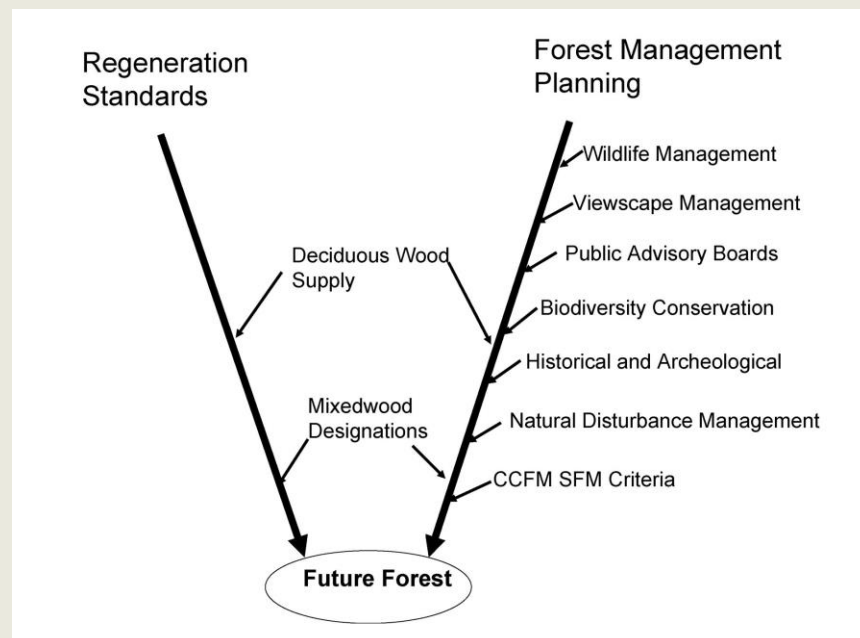 Regeneration
Standards
Forest Management
Planning
Wildlife Management
Viewscape Management
Public Advisory Boards
Deciduous Wood
Supply
Biodiversity Conservation
Historical and Archeological
Mixedwood
Designations
Natural Disturbance Management
CCFM SFM Criteria
Future Forest